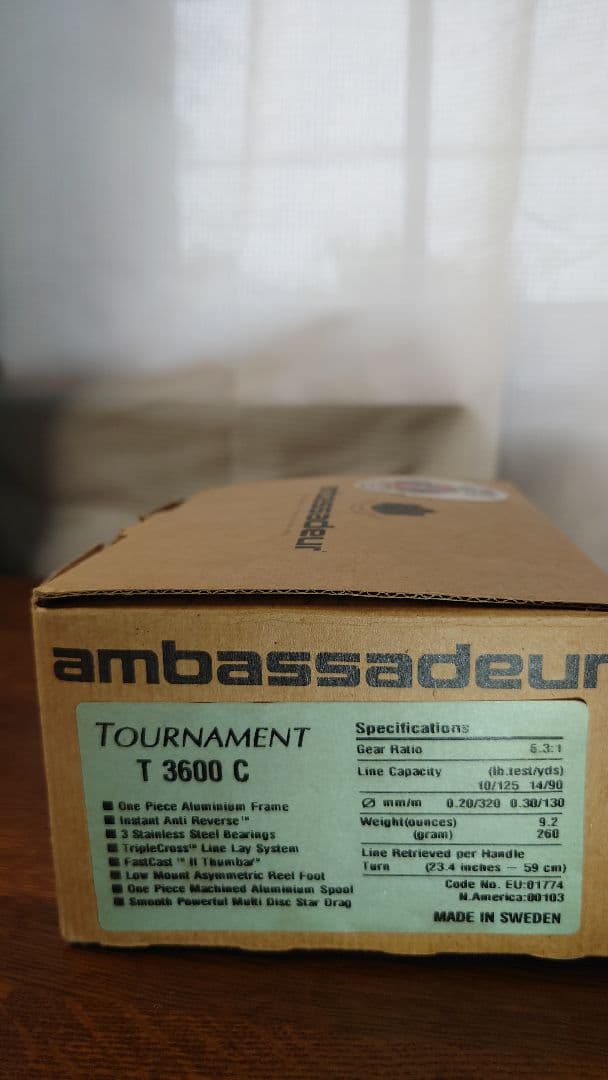 ambassadeur
ambassadeur
TOURNAMENT
T 3600 C
■ One Piece Aluminium Frame
■ Instant Anti Reverse™
■ 3 Stainless Steel Bearings
■ TripleCross™ Line Lay System
■ FastCast™ II Thumbar™
■ Low Mount Asymmetric Reel Foot
■ One Piece Machined Aluminium Spool
■ Smooth Powerful Multi Disc Star Drag
Specifications
Gear Ratio 6.3:1
Line Capacity (lb.test/yds)
10/125 14/90
Ø mm/m 0.20/320 0.30/130
Weight(ounces) 9.2
(gram) 260
Line Retrieved per Handle
Turn (23.4 inches – 59 cm)
Code No. EU:01774
N.America:00103
MADE IN SWEDEN